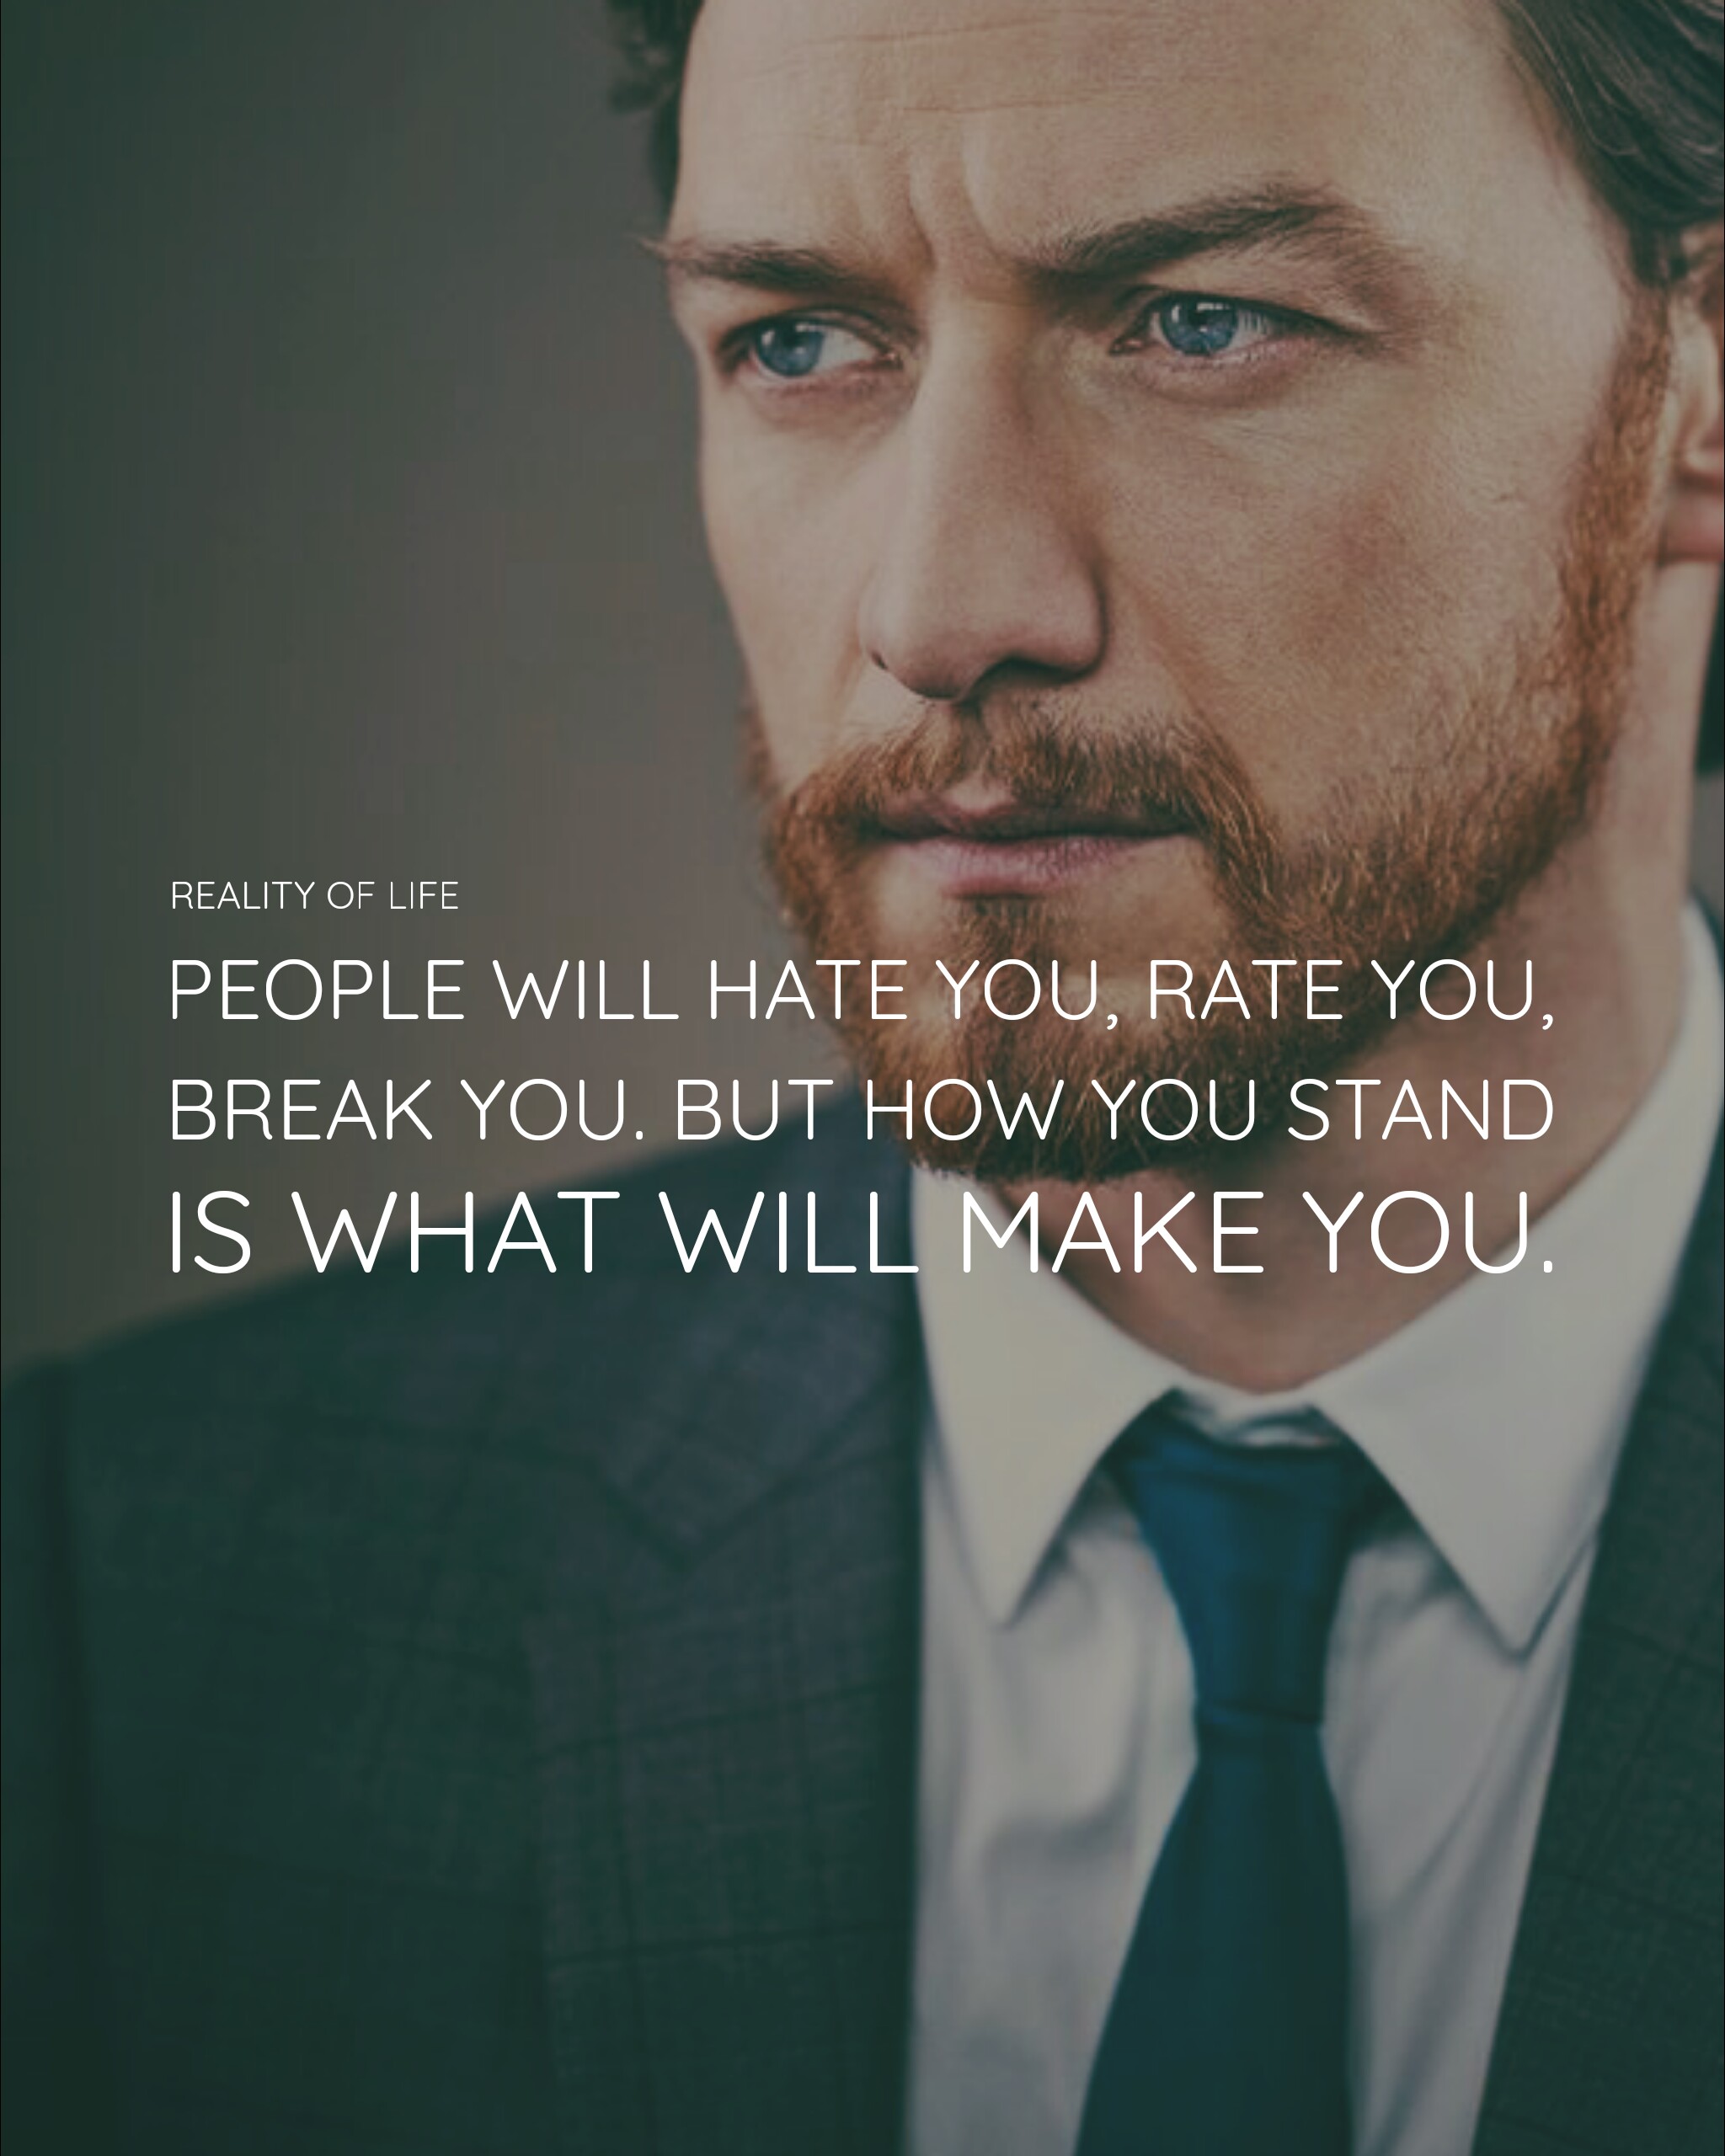 REALITY OF LIFE
PEOPLE WILL HATE YOU, RATE YOU,
BREAK YOU. BUT HOW YOU STAND
IS WHAT WILL MAKE YOU.